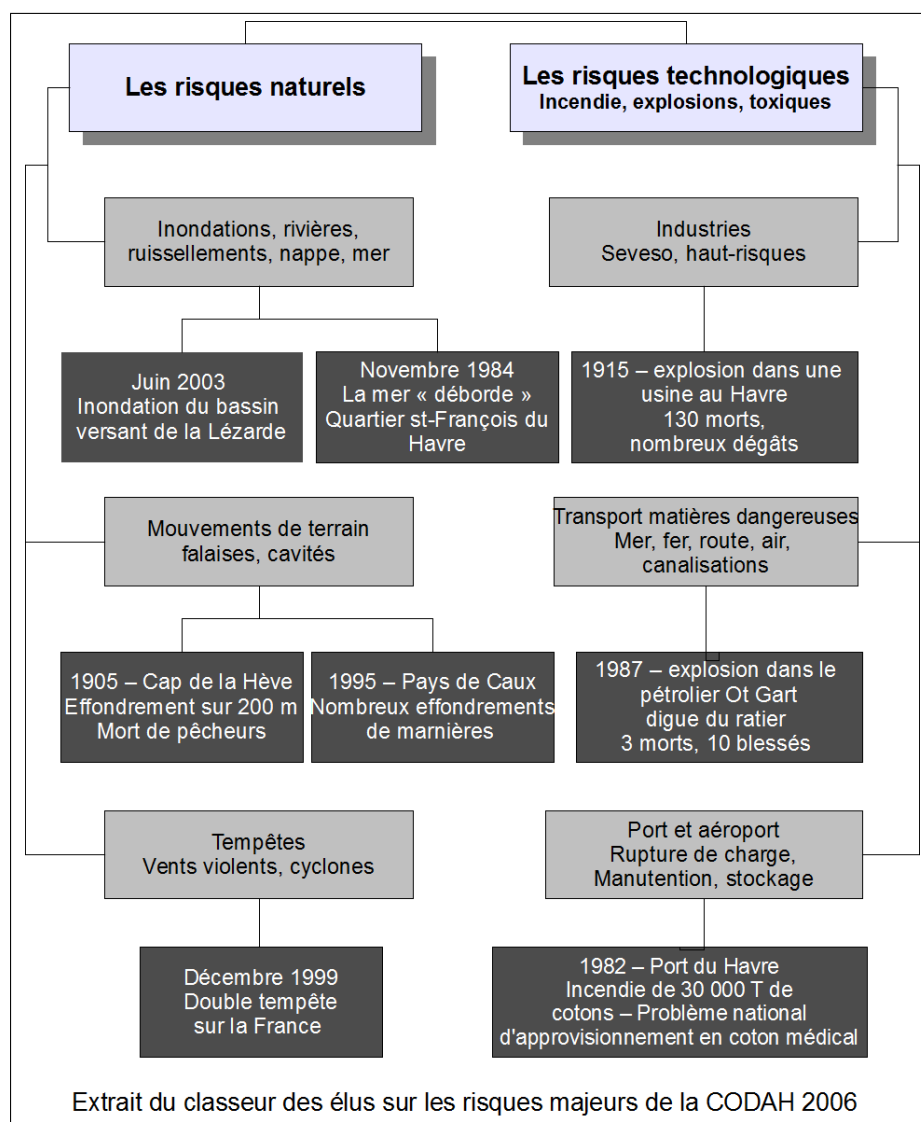 Les risques naturels
Les risques technologiques
Incendie, explosions, toxiques
Inondations, rivières,
ruissellements, nappe, mer
Industries
Seveso, haut-risques
Juin 2003
Inondation du bassin
versant de la Lézarde
Novembre 1984
La mer « déborde »
Quartier st-François du
Havre
1915 – explosion dans une
usine au Havre
130 morts,
nombreux dégâts
Mouvements de terrain
falaises, cavités
Transport matières dangereuses
Mer, fer, route, air,
canalisations
1905 – Cap de la Hève
Effondrement sur 200 m
Mort de pêcheurs
1995 – Pays de Caux
Nombreux effondrements
de marnières
1987 – explosion dans le
pétrolier Ot Gart
digue du ratier
3 morts, 10 blessés
Tempêtes
Vents violents, cyclones
Port et aéroport
Rupture de charge,
Manutention, stockage
Décembre 1999
Double tempête
sur la France
1982 – Port du Havre
Incendie de 30 000 T de
cotons – Problème national
d'approvisionnement en coton médical
Extrait du classeur des élus sur les risques majeurs de la CODAH 2006